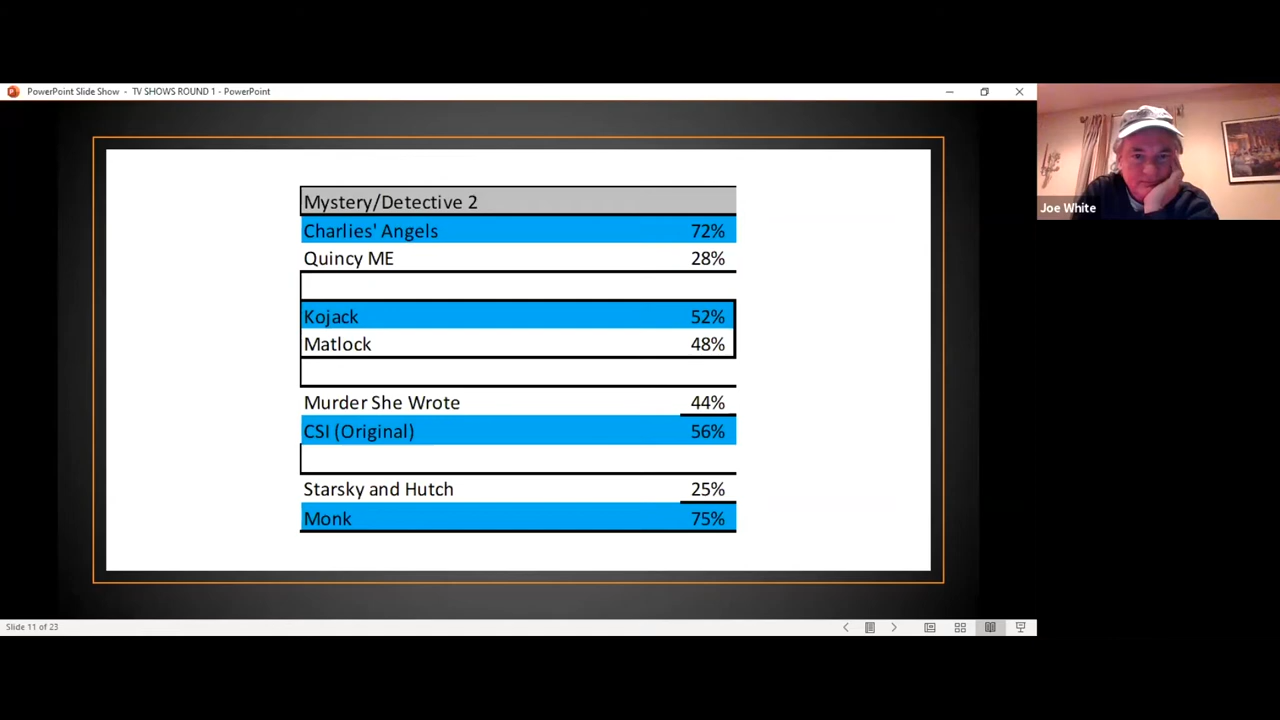 PowerPoint Slide Show - TV SHOWS ROUND 1 - PowerPoint
Mystery/Detective 2
Charlies' Angels 72%
Quincy ME 28%
Kojack 52%
Matlock 48%
Murder She Wrote 44%
CSI (Original) 56%
Starsky and Hutch 25%
Monk 75%
Joe White
Slide 11 of 23